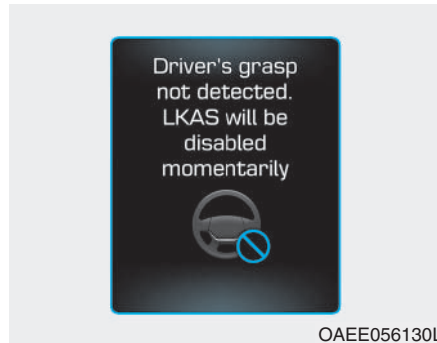 Driver's grasp
not detected.
LKAS will be
disabled
momentarily
OAEE056130L